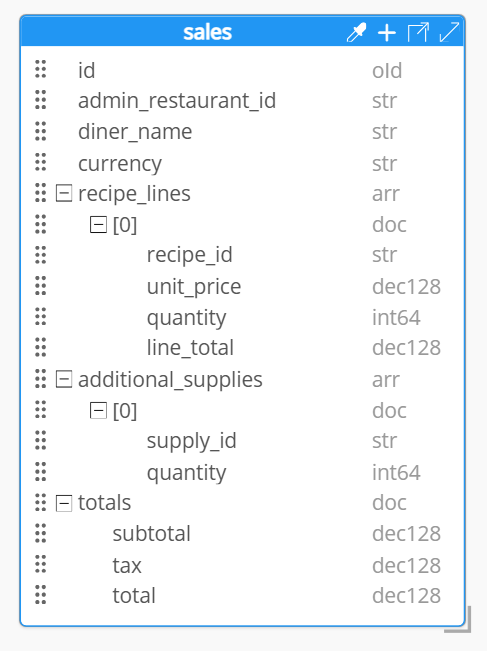 sales
id oId
admin_restaurant_id str
diner_name str
currency str
recipe_lines arr
[0] doc
recipe_id str
unit_price dec128
quantity int64
line_total dec128
additional_supplies arr
[0] doc
supply_id str
quantity int64
totals doc
subtotal dec128
tax dec128
total dec128